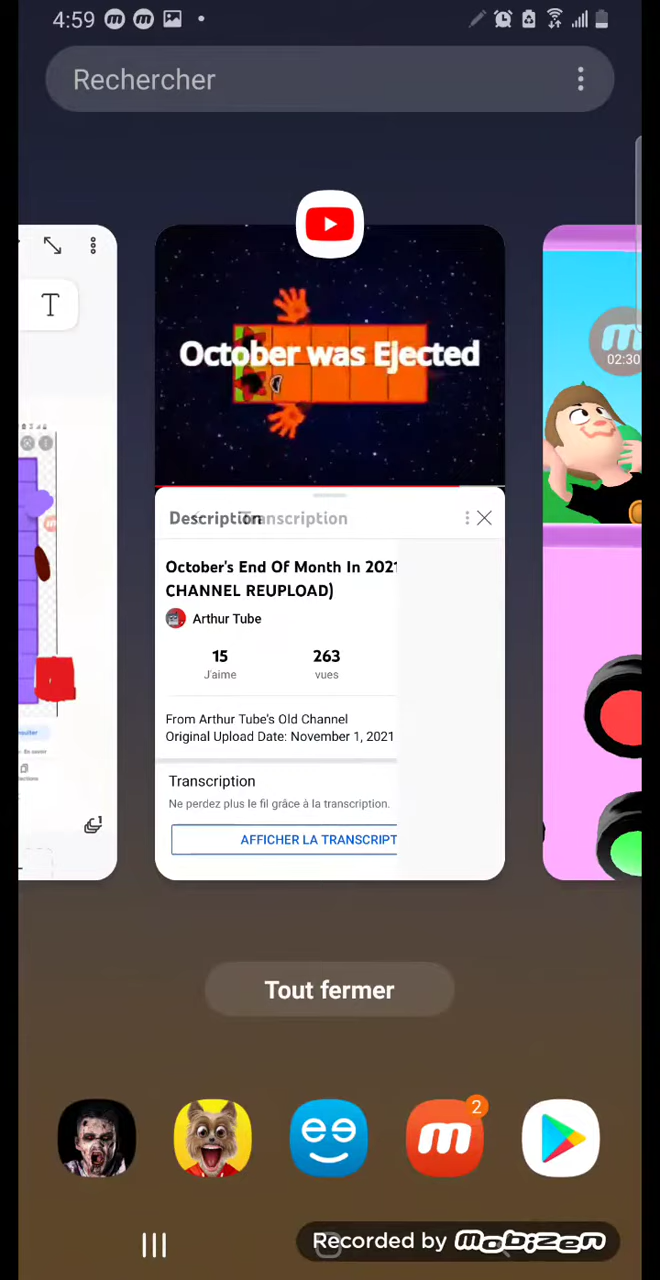 4:59
Rechercher
T
October was Ejected
02:30
Description Transcription
October's End Of Month In 2021
CHANNEL REUPLOAD)
Arthur Tube
15
263
J'aime
vues
From Arthur Tube's Old Channel
Original Upload Date: November 1, 2021
Transcription
Ne perdez plus le fil grâce à la transcription.
AFFICHER LA TRANSCRIPT
Tout fermer
2
Recorded by mobizen